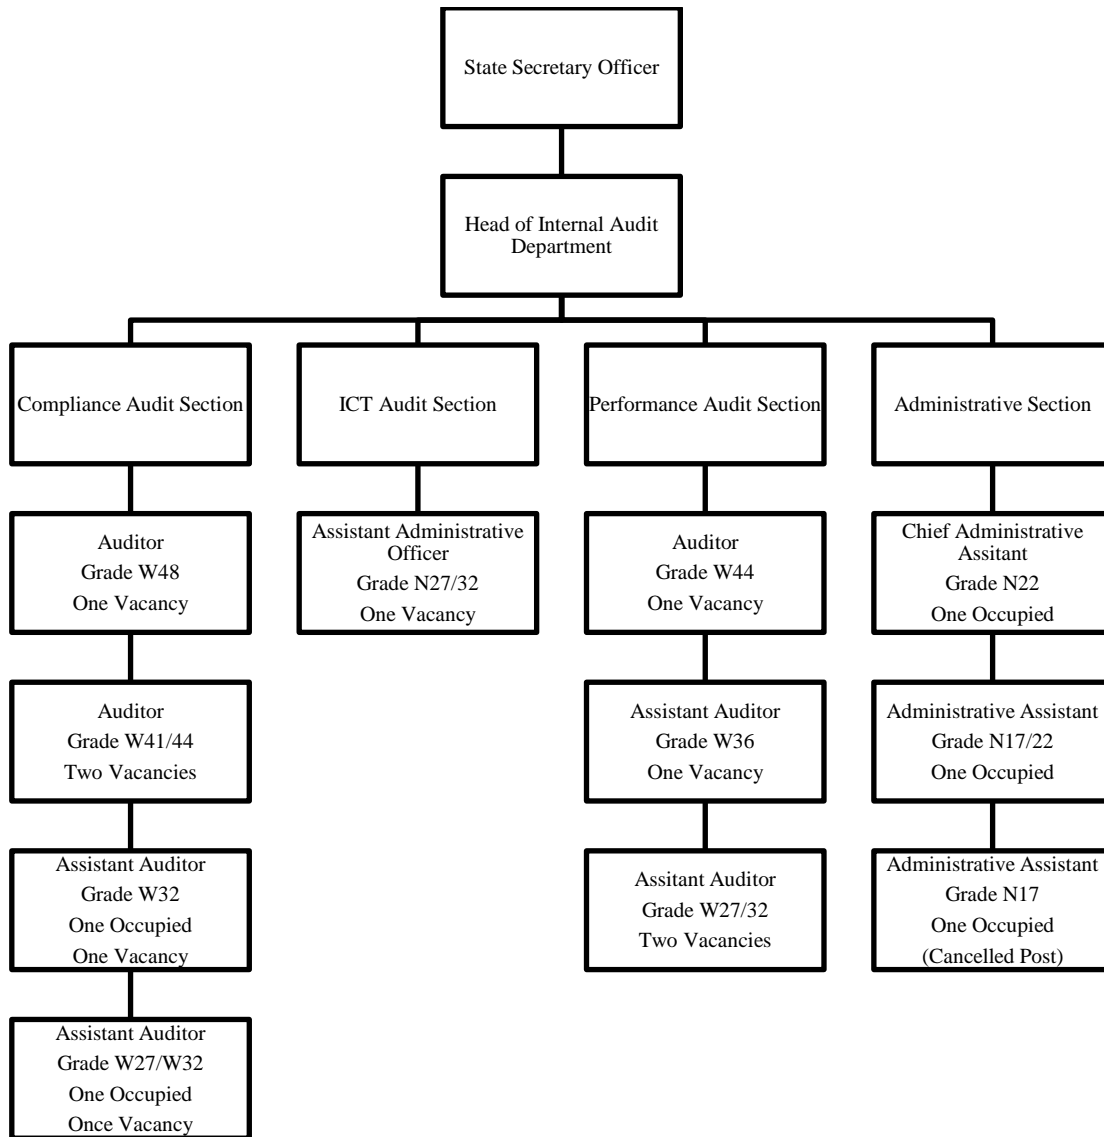 State Secretary Officer
Head of Internal Audit
Department
Compliance Audit Section
ICT Audit Section
Performance Audit Section
Administrative Section
Auditor
Grade W48
One Vacancy
Assistant Administrative
Officer
Grade N27/32
One Vacancy
Auditor
Grade W44
One Vacancy
Chief Administrative
Assitant
Grade N22
One Occupied
Auditor
Grade W41/44
Two Vacancies
Assistant Auditor
Grade W36
One Vacancy
Administrative Assistant
Grade N17/22
One Occupied
Assistant Auditor
Grade W32
One Occupied
One Vacancy
Assitant Auditor
Grade W27/32
Two Vacancies
Administrative Assistant
Grade N17
One Occupied
(Cancelled Post)
Assistant Auditor
Grade W27/W32
One Occupied
Once Vacancy